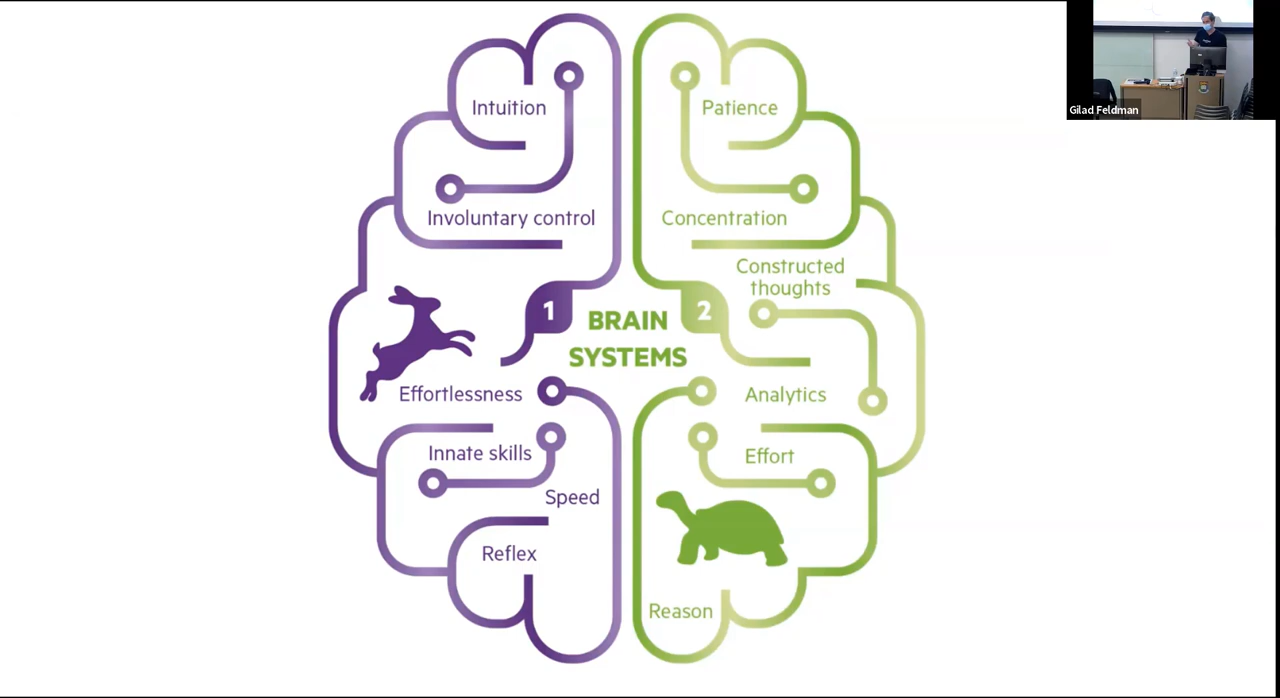 Intuition
Involuntary control
1
Effortlessness
Innate skills
Speed
Reflex
BRAIN
SYSTEMS
Patience
Concentration
Constructed
thoughts
2
Analytics
Effort
Reason
Gilad Feldman